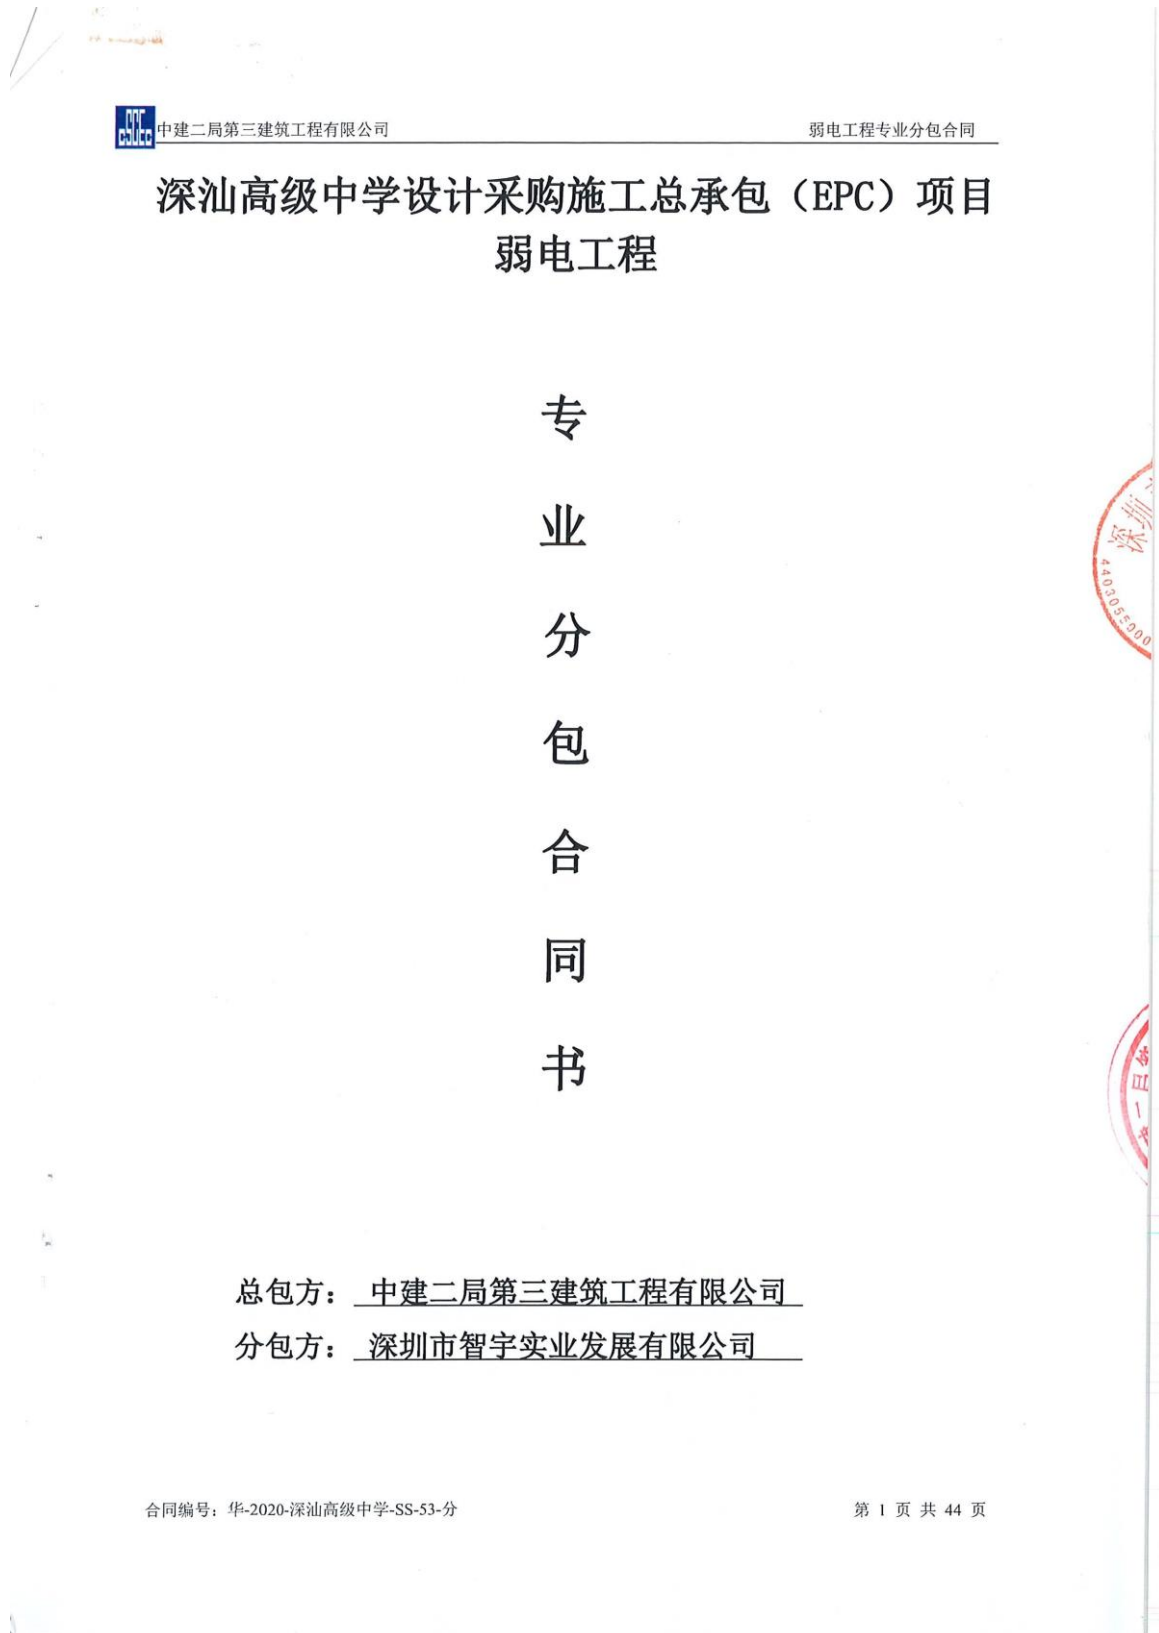 CSCEC
中建二局第三建筑工程有限公司
弱电工程专业分包合同
深汕高级中学设计采购施工总承包（EPC）项目
弱电工程
专
业
分
包
合
同
书
深圳
4403055000
总包方：中建二局第三建筑工程有限公司
分包方：深圳市智宇实业发展有限公司
合同编号：华-2020-深汕高级中学-SS-53-分
第 1 页 共 44 页